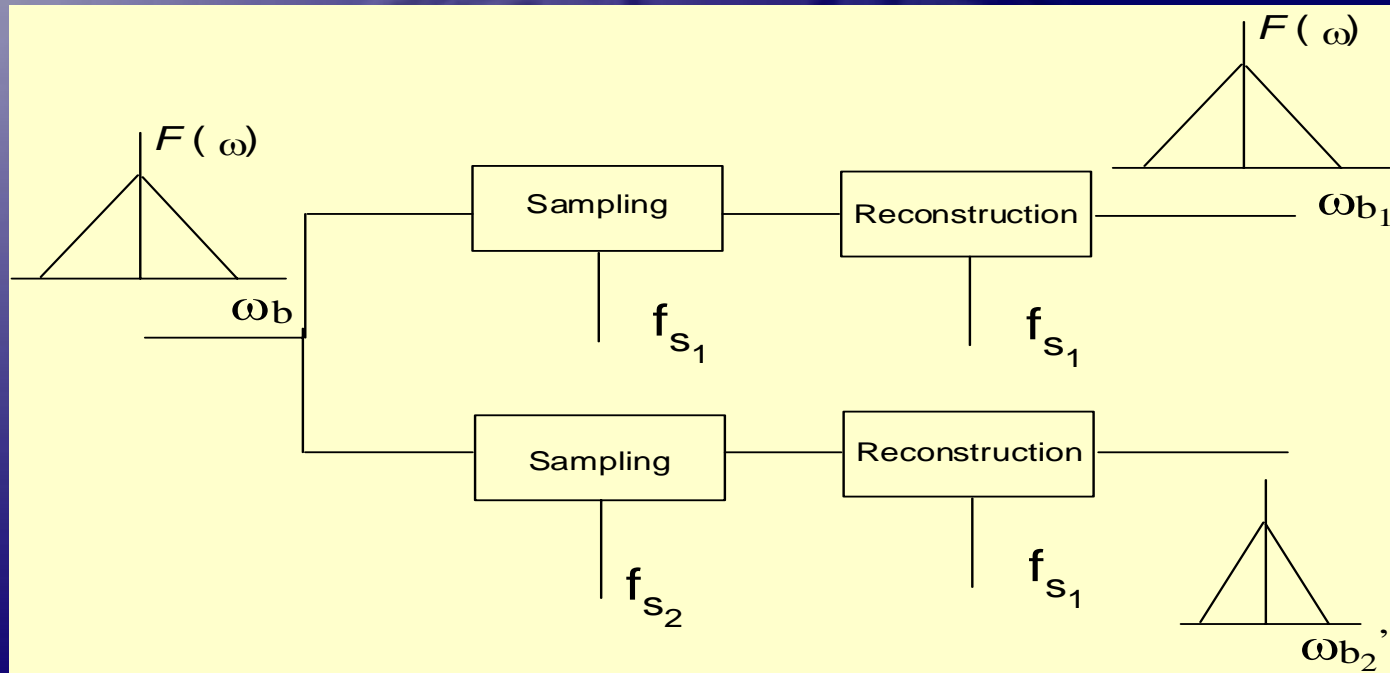 F( ω)
F( ω)
Sampling
Reconstruction
ωb1
ωb
fs1
fs1
Sampling
Reconstruction
fs2
fs1
ωb2,